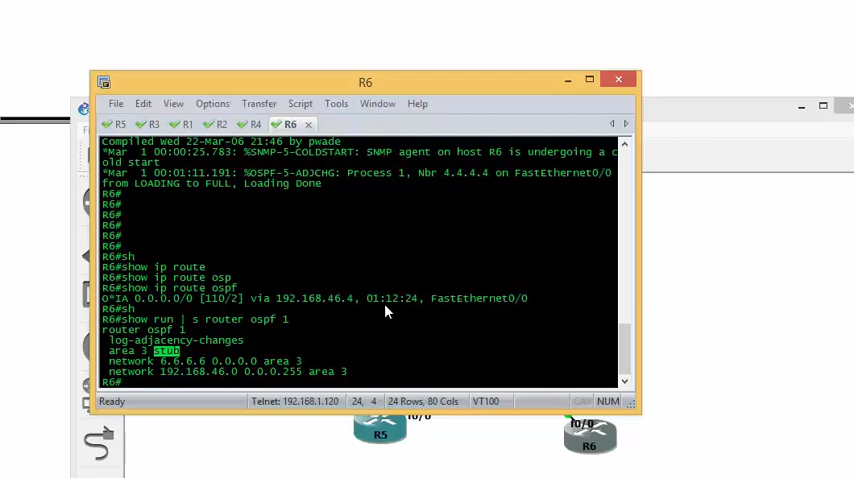 R6
File Edit View Options Transfer Script Tools Window Help
R5 R3 R1 R2 R4 R6
Compiled Wed 22-Mar-06 21:46 by pwade
*Mar  1 00:00:25.783: %SNMP-5-COLDSTART: SNMP agent on host R6 is undergoing a c
old start
*Mar  1 00:01:11.191: %OSPF-5-ADJCHG: Process 1, Nbr 4.4.4.4 on FastEthernet0/0
from LOADING to FULL, Loading Done
R6#
R6#
R6#
R6#
R6#
R6#
R6#sh
R6#show ip route
R6#show ip route osp
R6#show ip route ospf
O*IA 0.0.0.0/0 [110/2] via 192.168.46.4, 01:12:24, FastEthernet0/0
R6#sh
R6#show run | s router ospf 1
router ospf 1
log-adjacency-changes
area 3 stub
network 6.6.6.6 0.0.0.0 area 3
network 192.168.46.0 0.0.0.255 area 3
R6#
Ready Telnet: 192.168.1.120 24, 4 24 Rows, 80 Cols VT100 CAP NUM
f0/0 f0/0
R5 R6